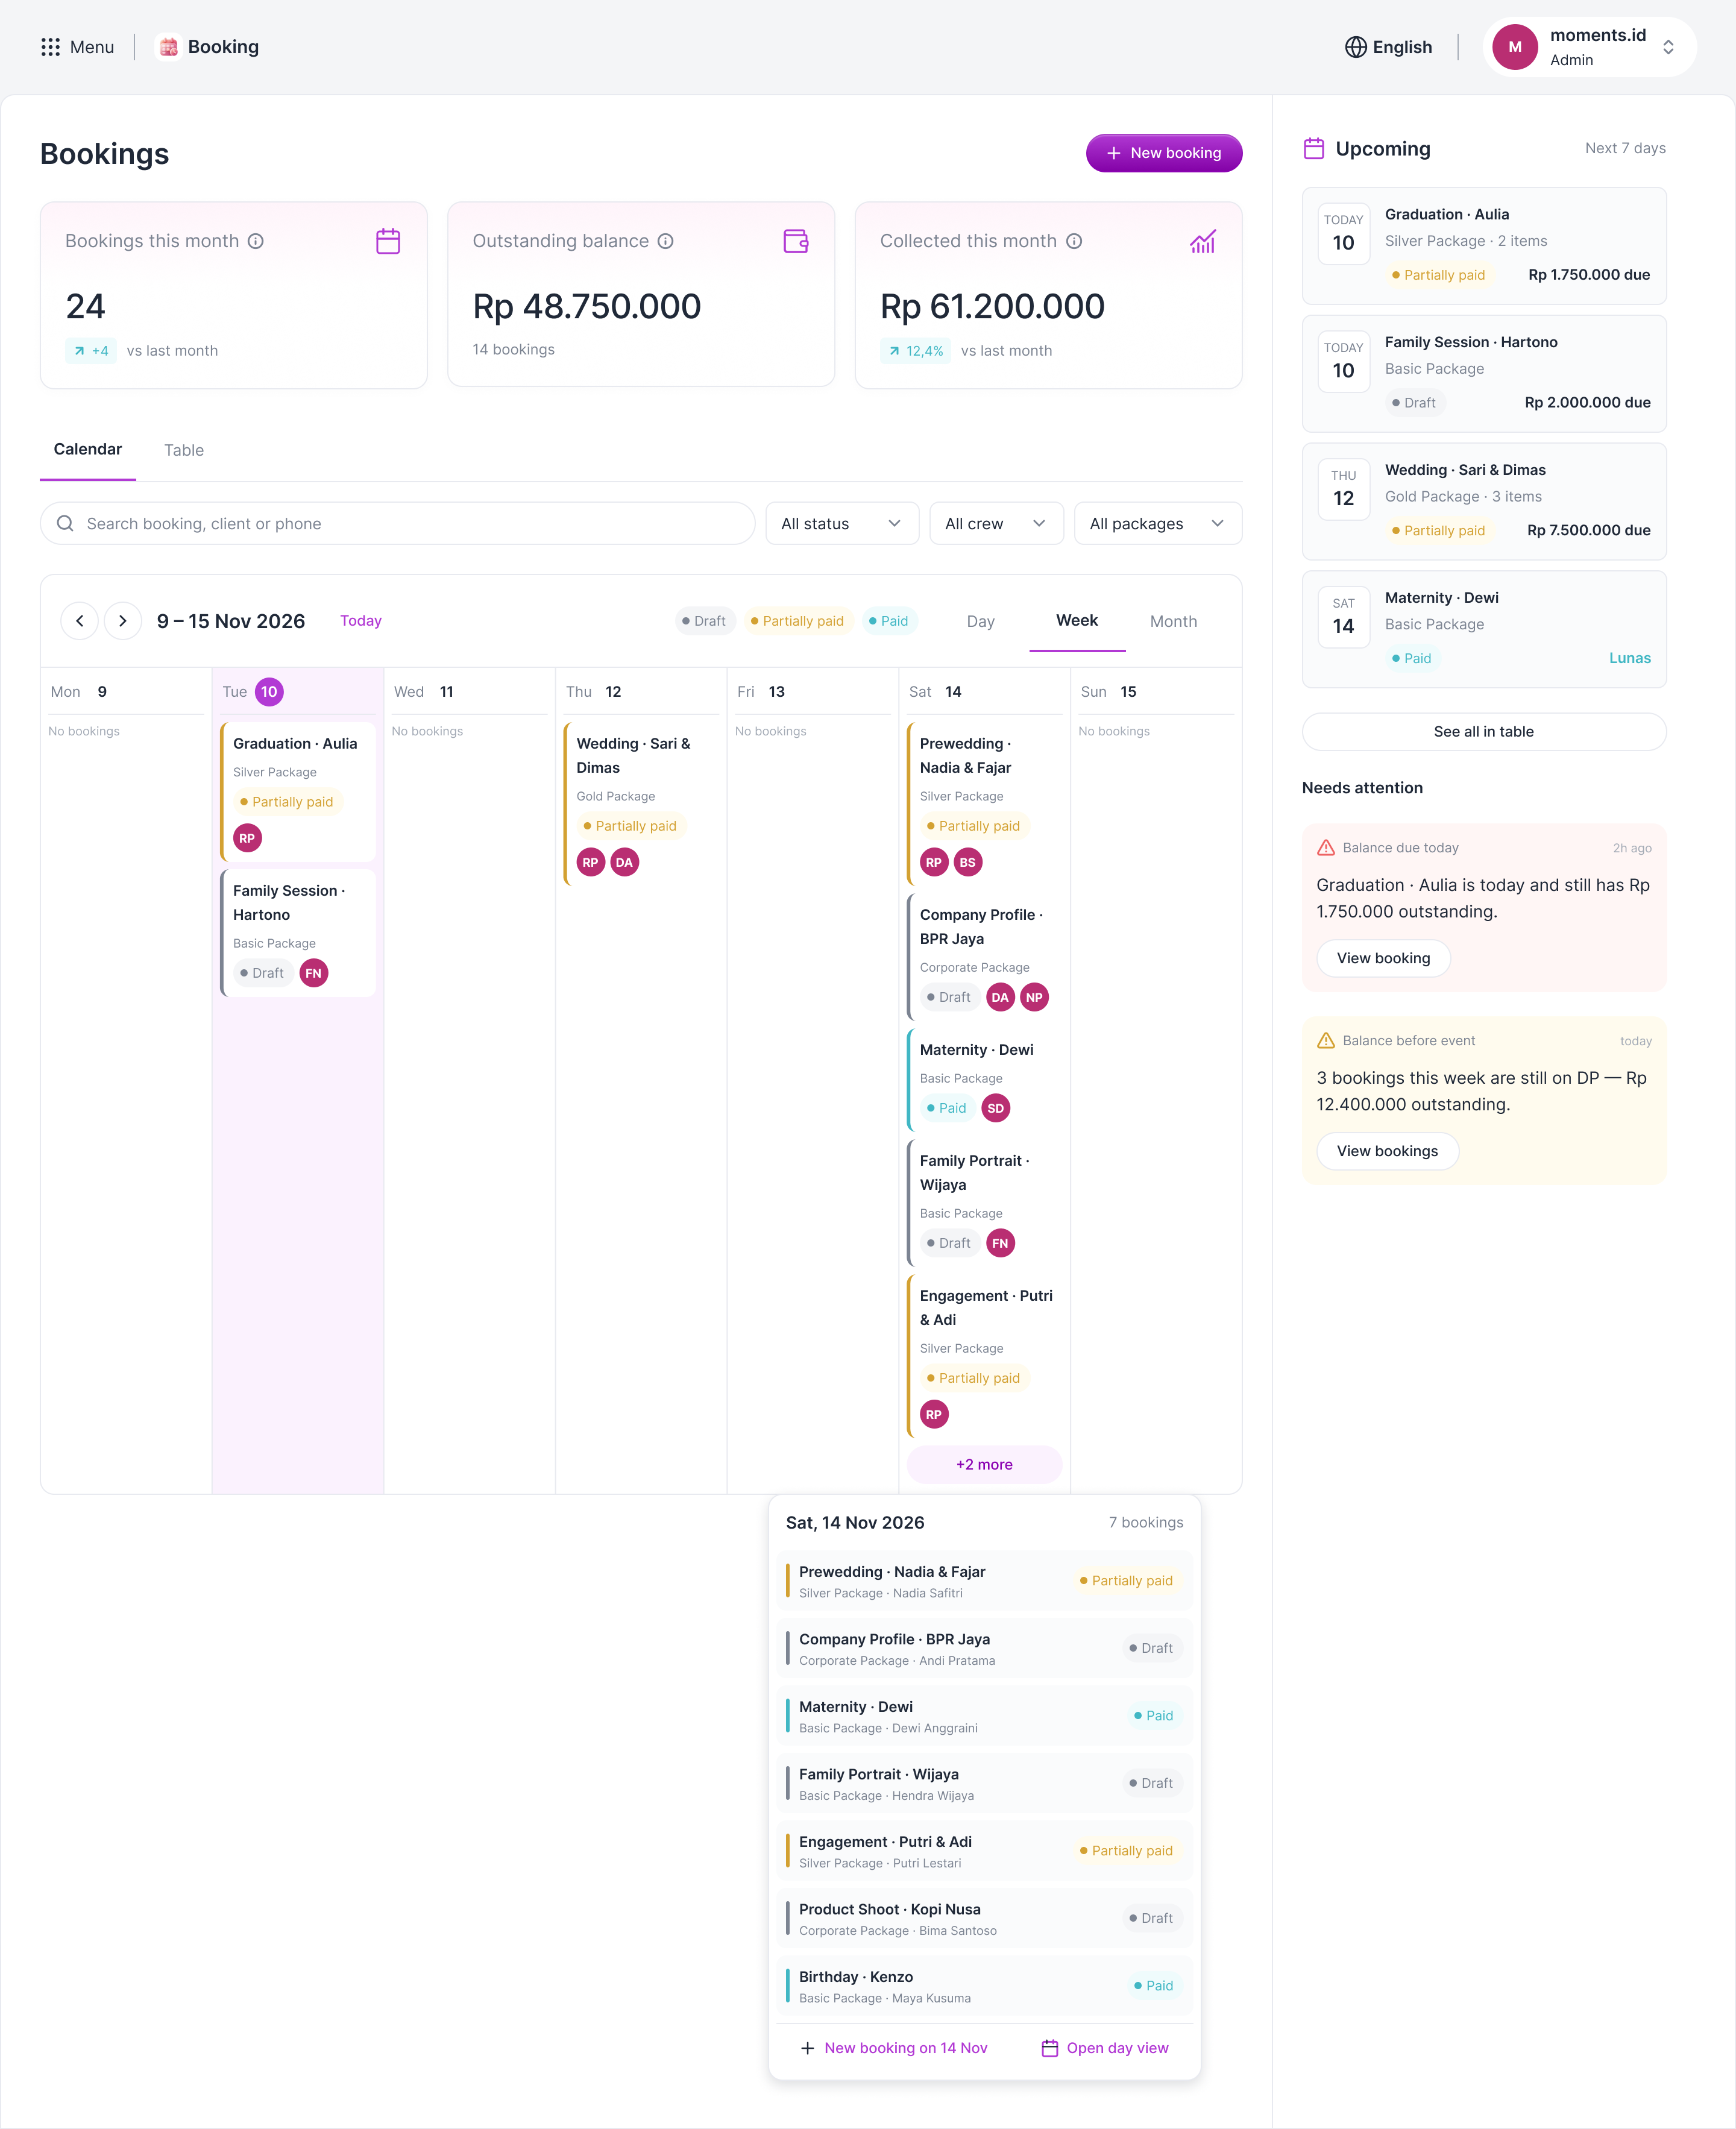 Menu
Booking
English
M
moments.id
Admin
Bookings
New booking
Bookings this month
24
+4 vs last month
Outstanding balance
Rp 48.750.000
14 bookings
Collected this month
Rp 61.200.000
12,4% vs last month
Calendar
Table
Search booking, client or phone
All status
All crew
All packages
9 – 15 Nov 2026
Today
Draft
Partially paid
Paid
Day
Week
Month
Mon 9
No bookings
Tue 10
Graduation · Aulia
Silver Package
Partially paid
RP
Family Session ·
Hartono
Basic Package
Draft
FN
Wed 11
No bookings
Thu 12
Wedding · Sari &
Dimas
Gold Package
Partially paid
RP
DA
Fri 13
No bookings
Sat 14
Prewedding ·
Nadia & Fajar
Silver Package
Partially paid
RP
BS
Company Profile ·
BPR Jaya
Corporate Package
Draft
DA
NP
Maternity · Dewi
Basic Package
Paid
SD
Family Portrait ·
Wijaya
Basic Package
Draft
FN
Engagement · Putri
& Adi
Silver Package
Partially paid
RP
+2 more
Sun 15
No bookings
Sat, 14 Nov 2026
7 bookings
Prewedding · Nadia & Fajar
Silver Package · Nadia Safitri
Partially paid
Company Profile · BPR Jaya
Corporate Package · Andi Pratama
Draft
Maternity · Dewi
Basic Package · Dewi Anggraini
Paid
Family Portrait · Wijaya
Basic Package · Hendra Wijaya
Draft
Engagement · Putri & Adi
Silver Package · Putri Lestari
Partially paid
Product Shoot · Kopi Nusa
Corporate Package · Bima Santoso
Draft
Birthday · Kenzo
Basic Package · Maya Kusuma
Paid
New booking on 14 Nov
Open day view
Upcoming
Next 7 days
TODAY
10
Graduation · Aulia
Silver Package · 2 items
Partially paid
Rp 1.750.000 due
TODAY
10
Family Session · Hartono
Basic Package
Draft
Rp 2.000.000 due
THU
12
Wedding · Sari & Dimas
Gold Package · 3 items
Partially paid
Rp 7.500.000 due
SAT
14
Maternity · Dewi
Basic Package
Paid
Lunas
See all in table
Needs attention
Balance due today
2h ago
Graduation · Aulia is today and still has Rp
1.750.000 outstanding.
View booking
Balance before event
today
3 bookings this week are still on DP — Rp
12.400.000 outstanding.
View bookings